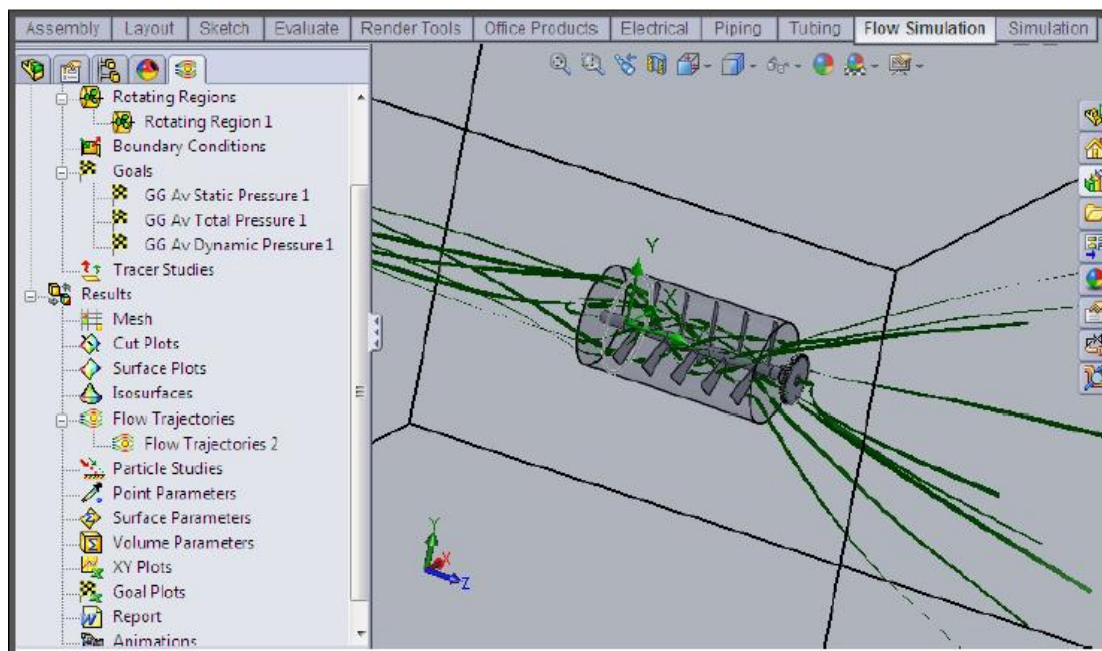 Assembly Layout Sketch Evaluate Render Tools Office Products Electrical Piping Tubing Flow Simulation Simulation
Rotating Regions
Rotating Region 1
Boundary Conditions
Goals
GG Av Static Pressure 1
GG Av Total Pressure 1
GG Av Dynamic Pressure 1
Tracer Studies
Results
Mesh
Cut Plots
Surface Plots
Isosurfaces
Flow Trajectories
Flow Trajectories 2
Particle Studies
Point Parameters
Surface Parameters
Volume Parameters
XY Plots
Goal Plots
Report
Animations
Y
X
Y
X
Z